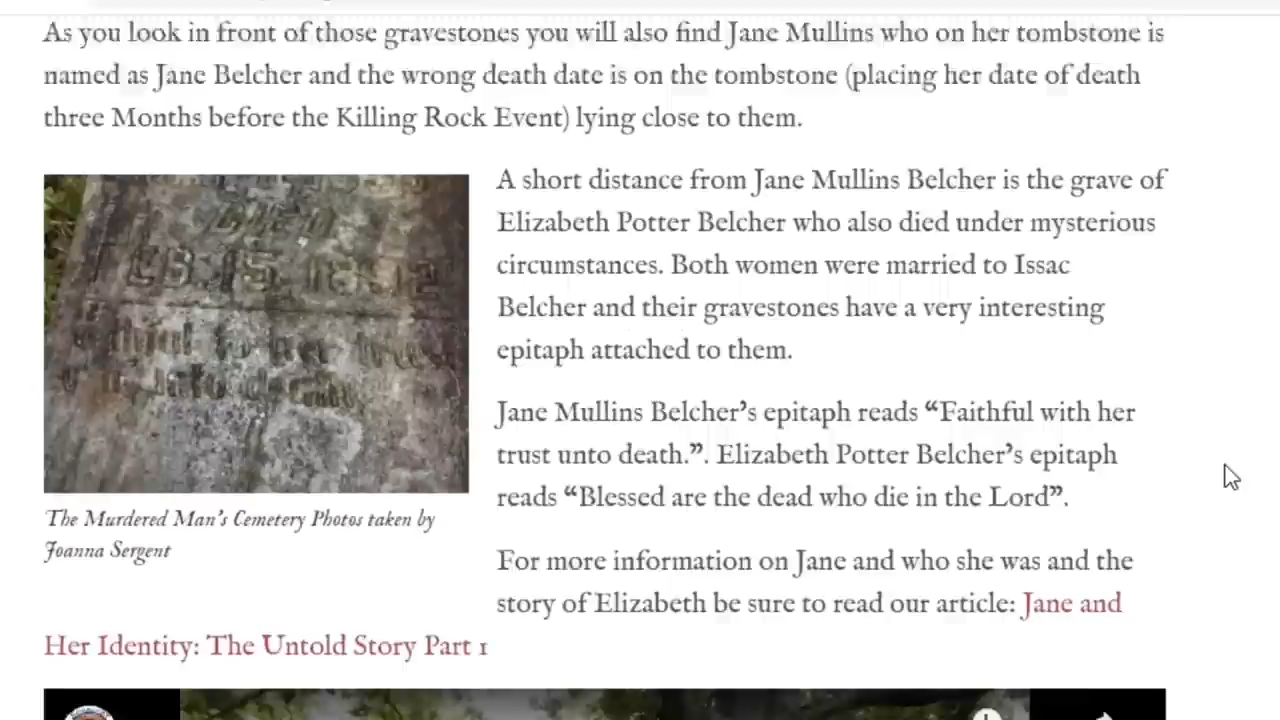 As you look in front of those gravestones you will also find Jane Mullins who on her tombstone is
named as Jane Belcher and the wrong death date is on the tombstone (placing her date of death
three Months before the Killing Rock Event) lying close to them.
DIED
FEB. 15, 1892
A short distance from Jane Mullins Belcher is the grave of
Elizabeth Potter Belcher who also died under mysterious
circumstances. Both women were married to Issac
Belcher and their gravestones have a very interesting
epitaph attached to them.
Jane Mullins Belcher's epitaph reads “Faithful with her
trust unto death.”. Elizabeth Potter Belcher's epitaph
reads “Blessed are the dead who die in the Lord”.
The Murdered Man's Cemetery Photos taken by
Joanna Sergent
For more information on Jane and who she was and the
story of Elizabeth be sure to read our article: Jane and
Her Identity: The Untold Story Part 1